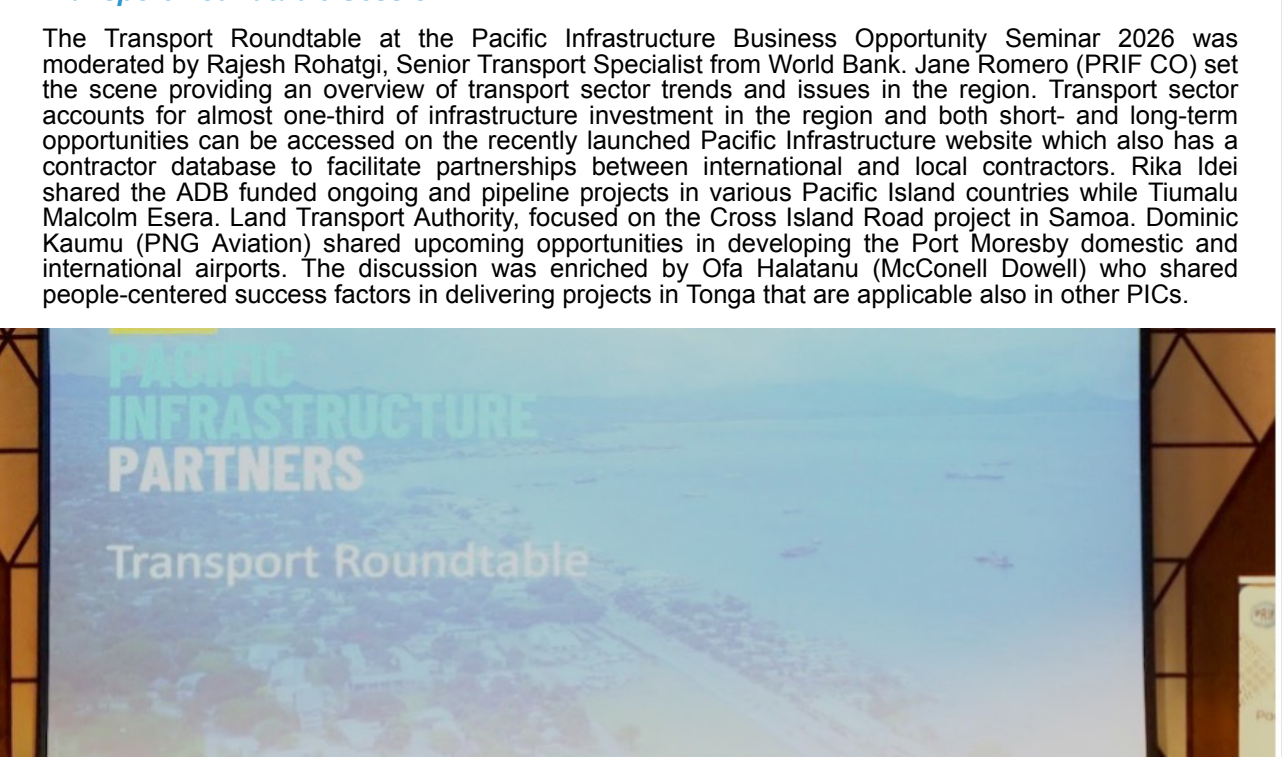 The Transport Roundtable at the Pacific Infrastructure Business Opportunity Seminar 2026 was
moderated by Rajesh Rohatgi, Senior Transport Specialist from World Bank. Jane Romero (PRIF CO) set
the scene providing an overview of transport sector trends and issues in the region. Transport sector
accounts for almost one-third of infrastructure investment in the region and both short- and long-term
opportunities can be accessed on the recently launched Pacific Infrastructure website which also has a
contractor database to facilitate partnerships between international and local contractors. Rika Idei
shared the ADB funded ongoing and pipeline projects in various Pacific Island countries while Tiumalu
Malcolm Esera. Land Transport Authority, focused on the Cross Island Road project in Samoa. Dominic
Kaumu (PNG Aviation) shared upcoming opportunities in developing the Port Moresby domestic and
international airports. The discussion was enriched by Ofa Halatanu (McConell Dowell) who shared
people-centered success factors in delivering projects in Tonga that are applicable also in other PICs.
PACIFIC
INFRASTRUCTURE
PARTNERS
Transport Roundtable